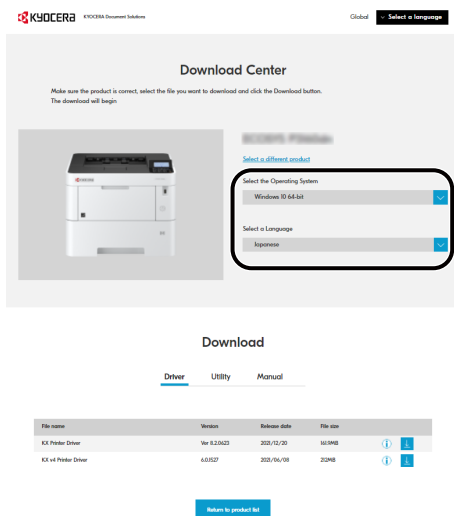 KYOCERA KYOCERA Document Solutions
Global Select a language
Download Center
Make sure the product is correct, select the file you want to download and click the Download button.
The download will begin
Select a different product
Select the Operating System
Windows 10 64-bit
Select a Language
Japanese
KYOCERA
Download
Driver Utility Manual
File name Version Release date File size
KX Printer Driver Ver 8.2.0623 2021/12/20 161.9MB
KX v4 Printer Driver 6.0.1527 2021/06/08 212MB
Return to product list